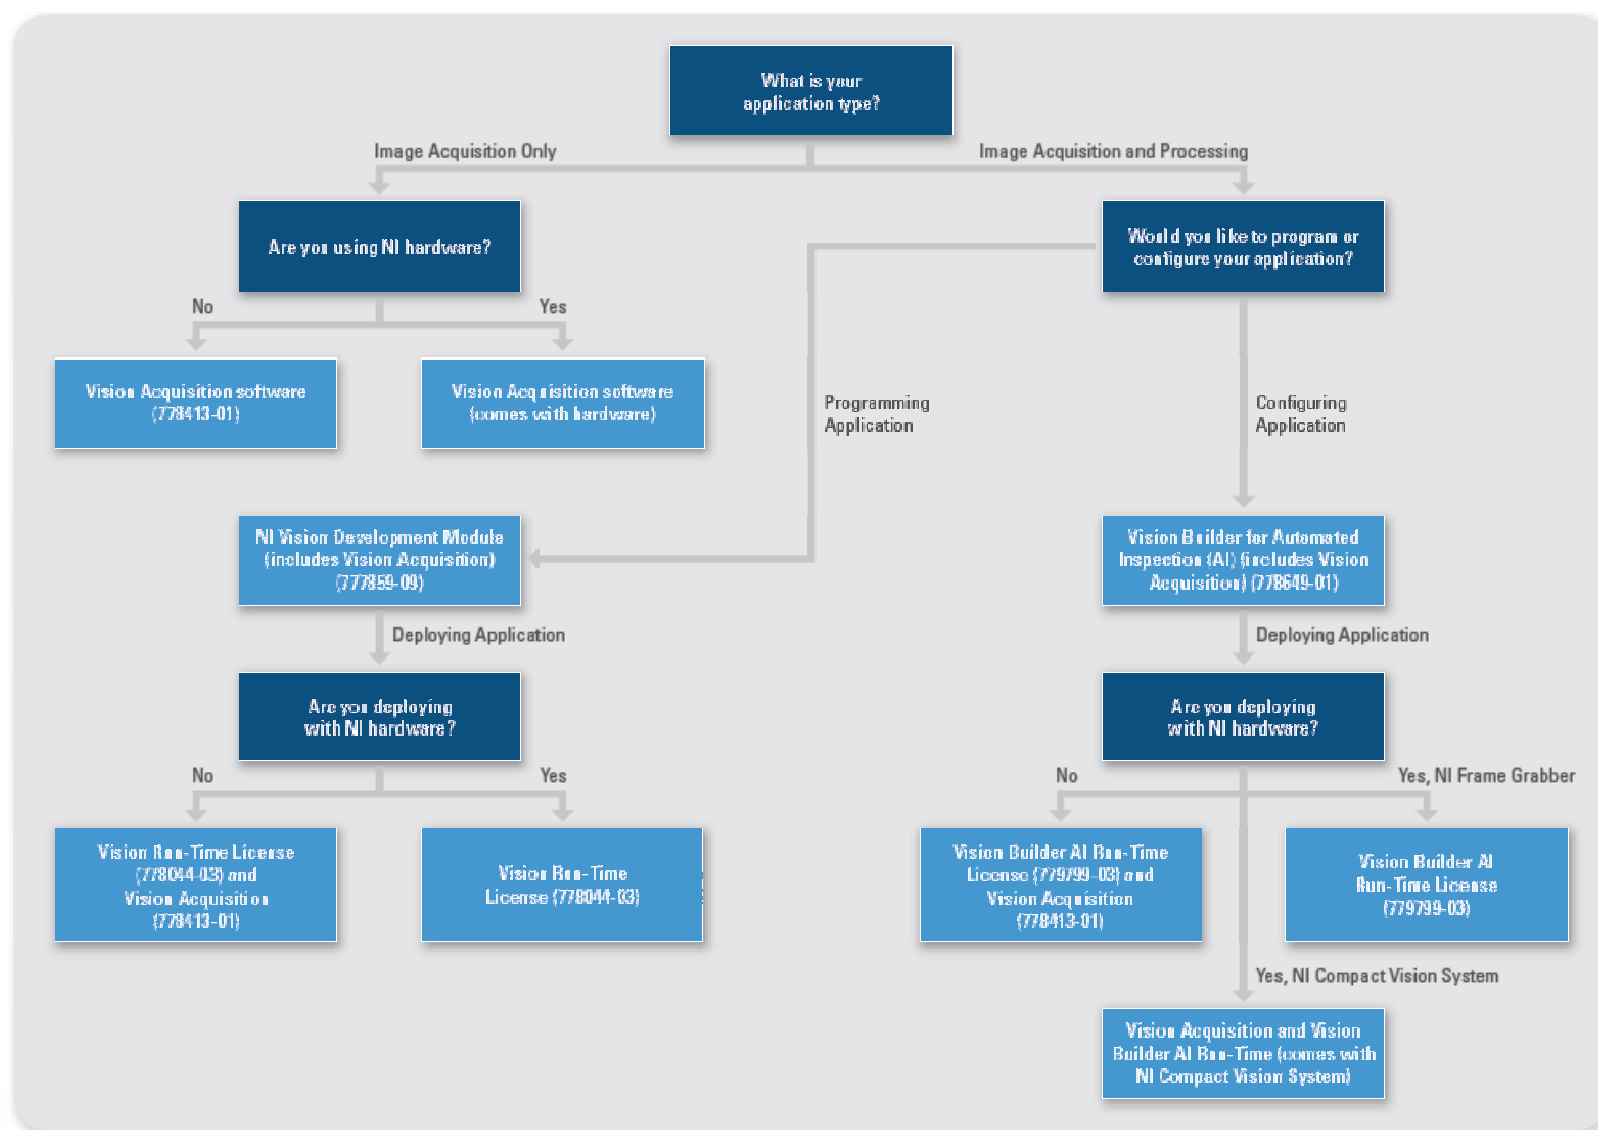 What is your
application type?
Image Acquisition Only
Image Acquisition and Processing
Are you using NI hardware?
Would you like to program or
configure your application?
No
Yes
Vision Acquisition software
(778413-01)
Vision Acquisition software
(comes with hardware)
Programming
Application
Configuring
Application
NI Vision Development Module
(includes Vision Acquisition)
(777859-09)
Vision Builder for Automated
Inspection (AI) (includes Vision
Acquisition) (778649-01)
Deploying Application
Deploying Application
Are you deploying
with NI hardware?
Are you deploying
with NI hardware?
No
Yes
No
Yes, NI Frame Grabber
Vision Run-Time License
(778044-03) and
Vision Acquisition
(778413-01)
Vision Run-Time
License (778044-03)
Vision Builder AI Run-Time
License (779799-03) and
Vision Acquisition
(778413-01)
Vision Builder AI
Run-Time License
(779799-03)
Yes, NI Compact Vision System
Vision Acquisition and Vision
Builder AI Run-Time (comes with
NI Compact Vision System)